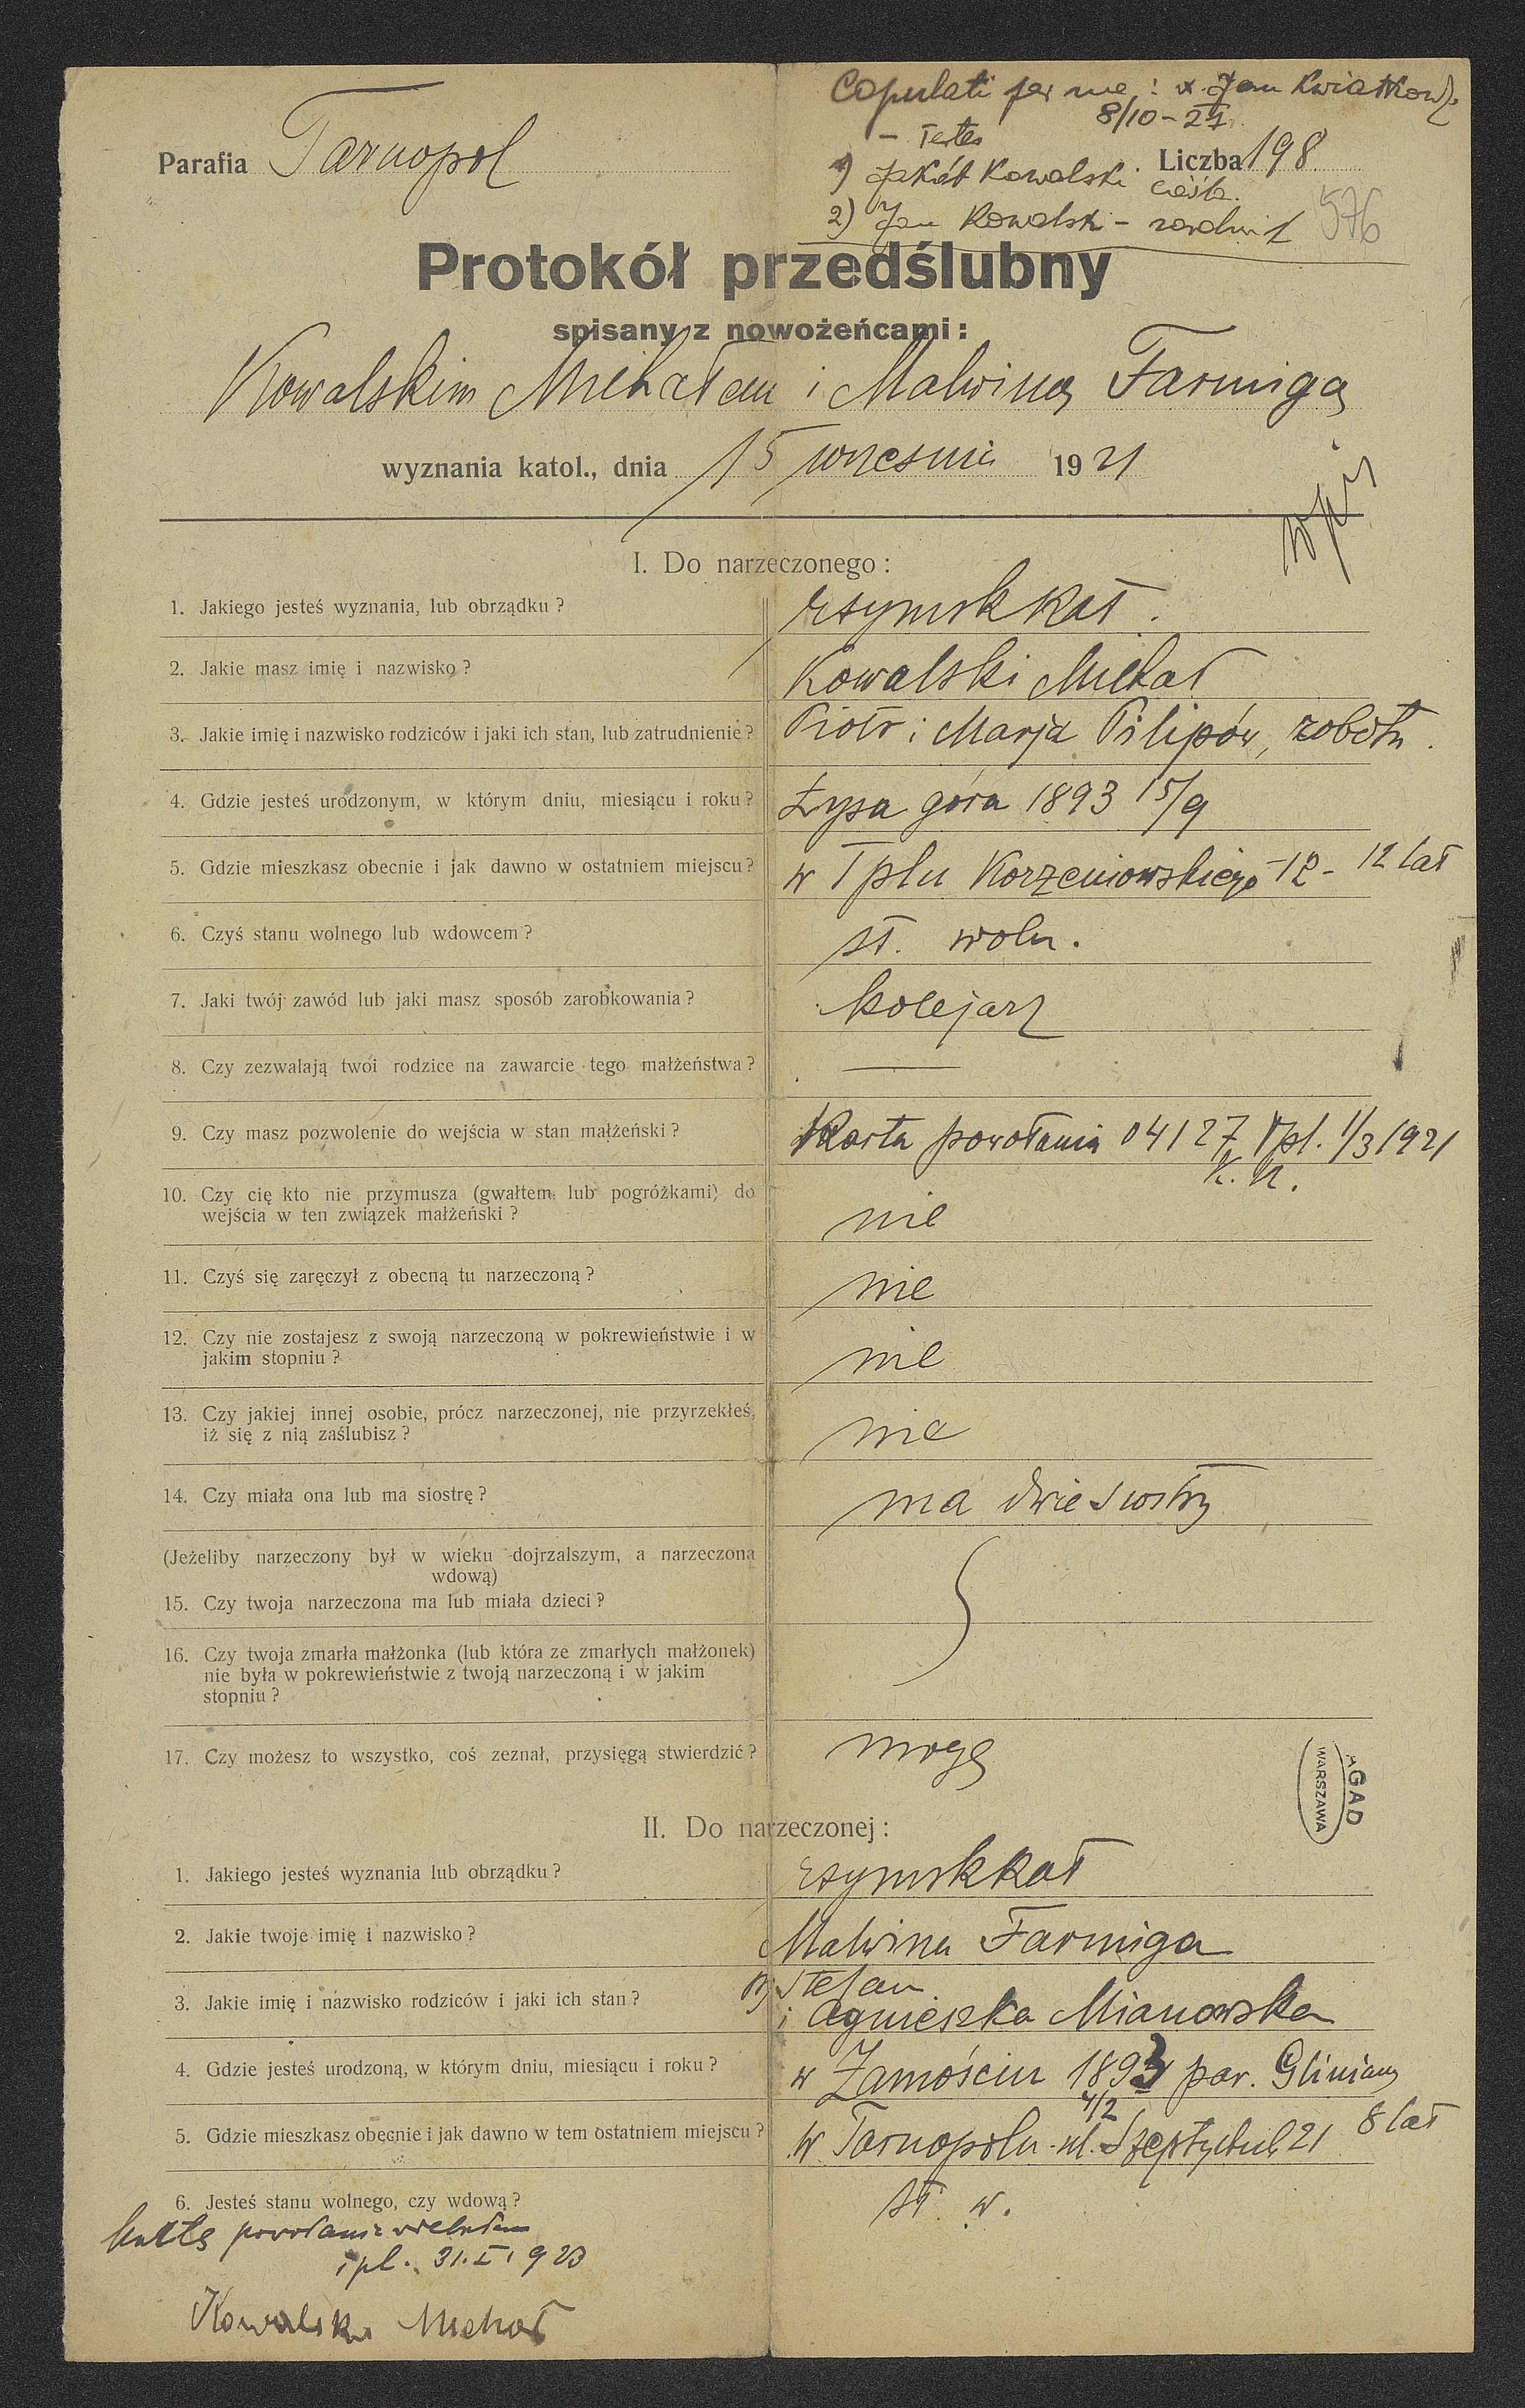 Copulati per me: x. Jan Kwiatkowski
8/10 - 21
- Testes
Parafia Tarnopol
Liczba 198
1) Kowalski cieśla
2) Jan Kowalski -
576
Protokół przedślubny
spisany z nowożeńcami:
Kowalskim Michałem i Malwiną Farmigą
wyznania katol., dnia 15 wrzesnia 1921
I. Do narzeczonego:
1. Jakiego jesteś wyznania, lub obrządku? rzymsk kat.
2. Jakie masz imię i nazwisko? Kowalski Michał
3. Jakie imię i nazwisko rodziców i jaki ich stan, lub zatrudnienie? Piotr i Marja Pilipów, robotn.
4. Gdzie jesteś urodzonym, w którym dniu, miesiącu i roku? Łysa góra 1893 15/9
5. Gdzie mieszkasz obecnie i jak dawno w ostatniem miejscu? w Tplu Korzeniowskiego 12 - 12 lat
6. Czyś stanu wolnego lub wdowcem? st. woln.
7. Jaki twój zawód lub jaki masz sposób zarobkowania? kolejarz
8. Czy zezwalają twoi rodzice na zawarcie tego małżeństwa?
9. Czy masz pozwolenie do wejścia w stan małżeński? Karta powołania 04127 Tpl. 1/3 1921
K. K.
10. Czy cię kto nie przymusza (gwałtem lub pogróżkami) do
wejścia w ten związek małżeński? nie
11. Czyś się zaręczył z obecną tu narzeczoną? nie
12. Czy nie zostajesz z swoją narzeczoną w pokrewieństwie i w
jakim stopniu? nie
13. Czy jakiej innej osobie, prócz narzeczonej, nie przyrzekłeś,
iż się z nią zaślubisz? nie
14. Czy miała ona lub ma siostrę? ma dwie siostry
(Jeżeliby narzeczony był w wieku dojrzalszym, a narzeczona
wdową)
15. Czy twoja narzeczona ma lub miała dzieci?
16. Czy twoja zmarła małżonka (lub która ze zmarłych małżonek)
nie była w pokrewieństwie z twoją narzeczoną i w jakim
stopniu?
17. Czy możesz to wszystko, coś zeznał, przysięgą stwierdzić? mogę
AGAD
WARSZAWA
II. Do narzeczonej:
1. Jakiego jesteś wyznania lub obrządku? rzymsk kat
2. Jakie twoje imię i nazwisko? Malwina Farmiga
Stefan
3. Jakie imię i nazwisko rodziców i jaki ich stan? i Agnieszka Mianowska
4. Gdzie jesteś urodzoną, w którym dniu, miesiącu i roku? w Zamościu 1893 par. Gliniany
4/2
5. Gdzie mieszkasz obecnie i jak dawno w tem ostatniem miejscu? w Tarnopolu ul. Szeptyckich 21 8 lat
6. Jesteś stanu wolnego, czy wdową? st w.
powołania odebrałem
Tpl. 31.I.1923
Kowalski Michał